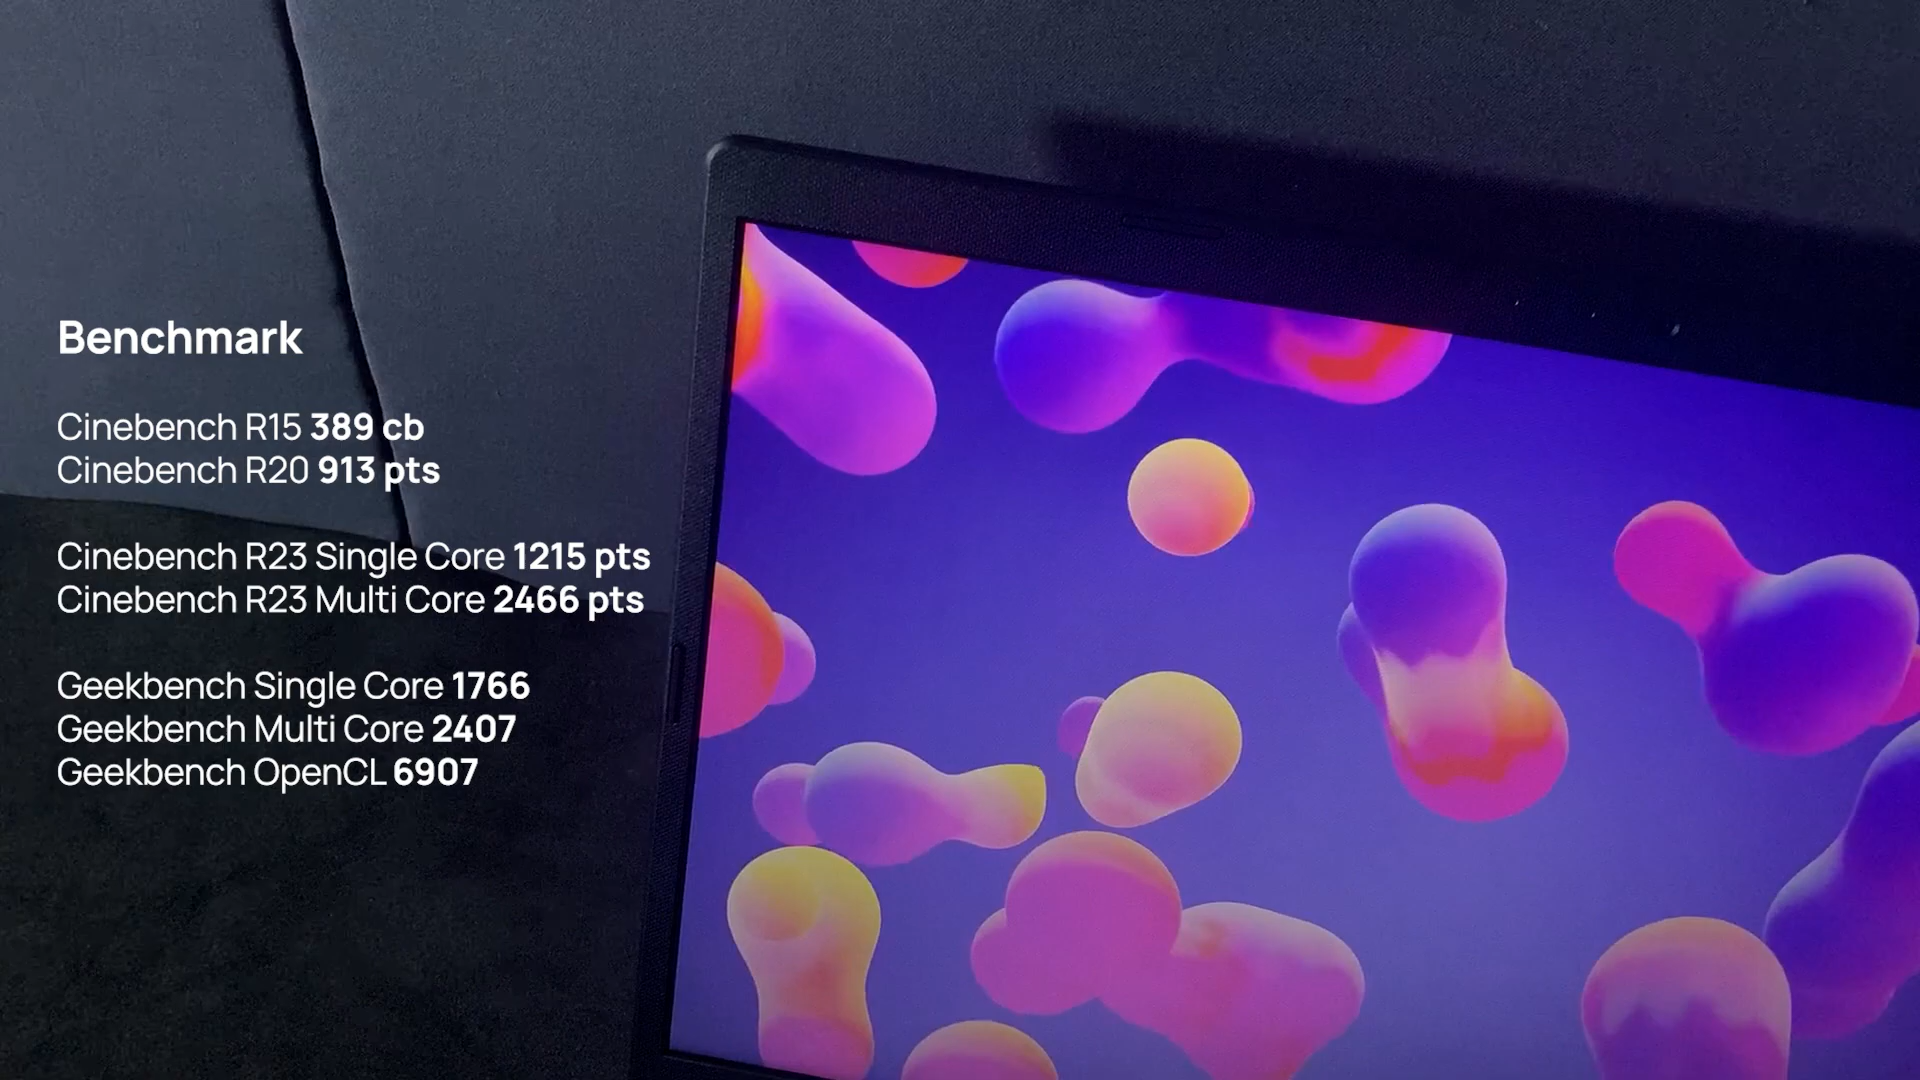 Benchmark
Cinebench R15 389 cb
Cinebench R20 913 pts
Cinebench R23 Single Core 1215 pts
Cinebench R23 Multi Core 2466 pts
Geekbench Single Core 1766
Geekbench Multi Core 2407
Geekbench OpenCL 6907